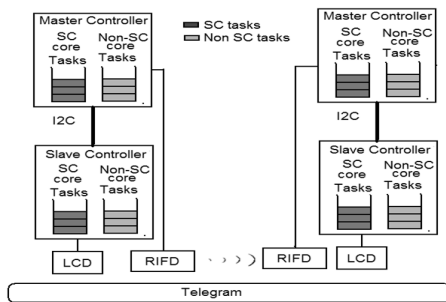 Master Controller
SC core Tasks
Non-SC core Tasks
I2C
Slave Controller
SC core Tasks
Non-SC core Tasks
LCD
RIFD
SC tasks
Non SC tasks
Master Controller
SC core Tasks
Non-SC core Tasks
I2C
Slave Controller
SC core Tasks
Non-SC core Tasks
RIFD
LCD
Telegram